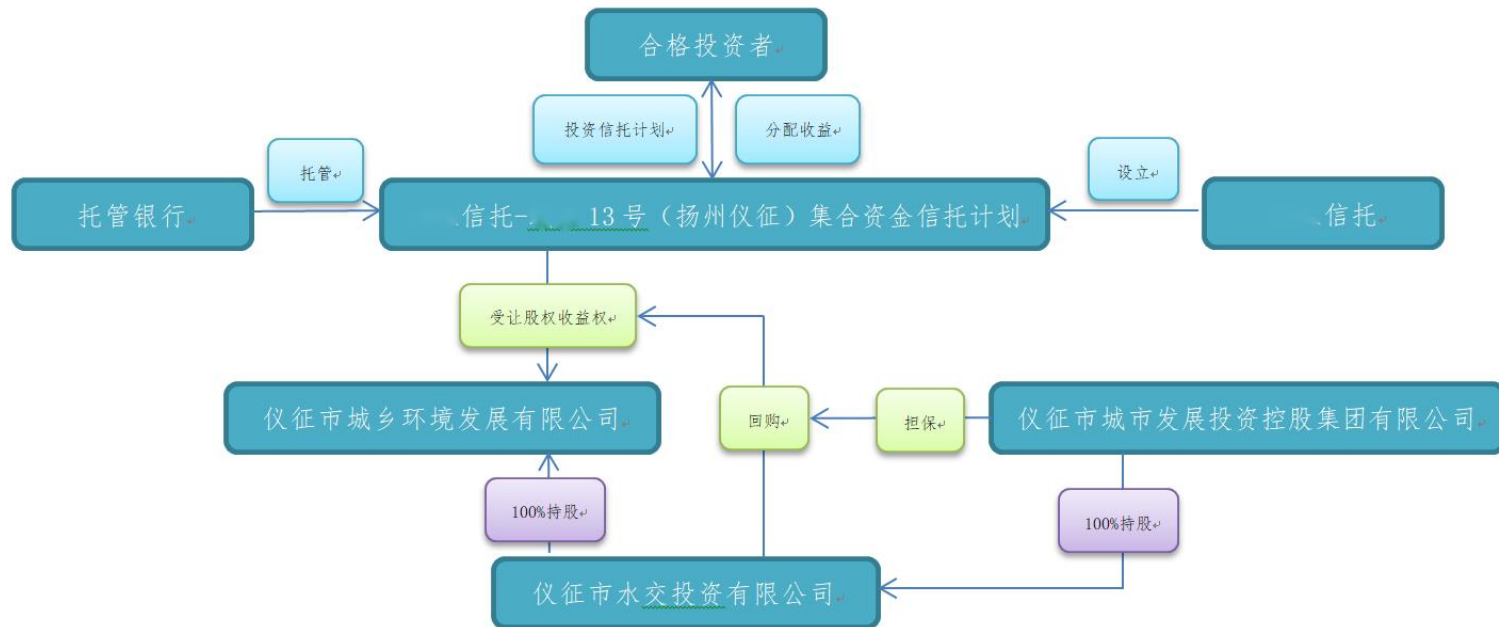 合格投资者
投资信托计划
分配收益
托管
设立
托管银行
信托- 13号（扬州仪征）集合资金信托计划
信托
受让股权收益权
仪征市城乡环境发展有限公司
回购
担保
仪征市城市发展投资控股集团有限公司
100%持股
100%持股
仪征市水交投资有限公司